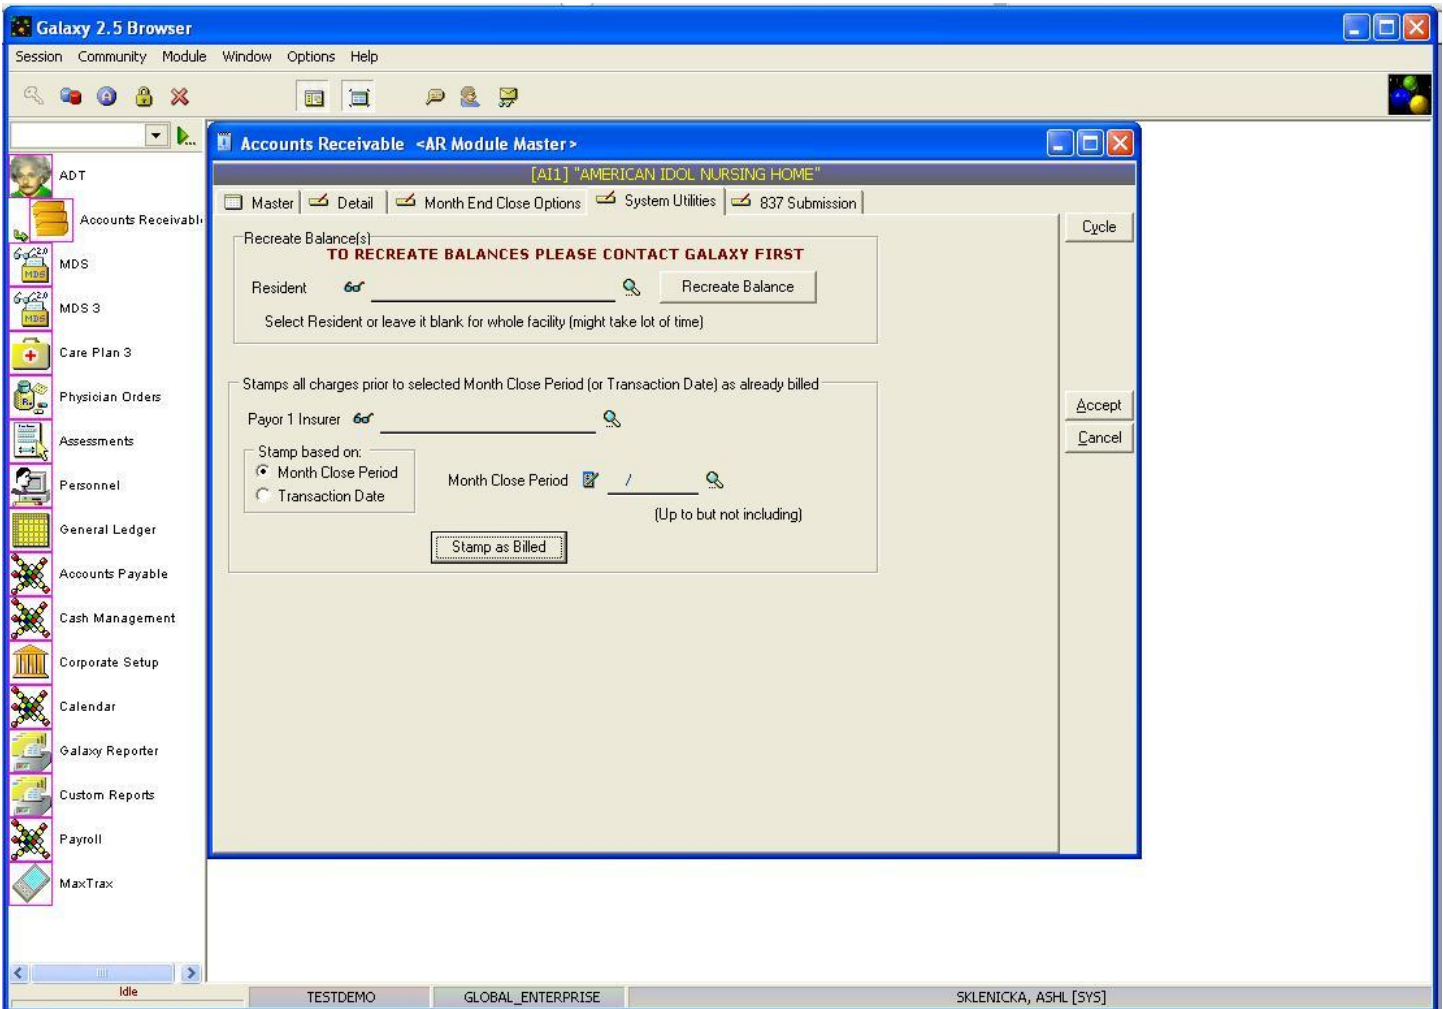 Galaxy 2.5 Browser
Session Community Module Window Options Help
Accounts Receivable <AR Module Master>
[AI1] "AMERICAN IDOL NURSING HOME"
Master Detail Month End Close Options System Utilities 837 Submission
Cycle
Accept
Cancel
Recreate Balance(s)
TO RECREATE BALANCES PLEASE CONTACT GALAXY FIRST
Resident Recreate Balance
Select Resident or leave it blank for whole facility (might take lot of time)
Stamps all charges prior to selected Month Close Period (or Transaction Date) as already billed
Payor 1 Insurer
Stamp based on:
Month Close Period
Transaction Date
Month Close Period /
(Up to but not including)
Stamp as Billed
ADT
Accounts Receivabl
MDS
MDS 3
Care Plan 3
Physician Orders
Assessments
Personnel
General Ledger
Accounts Payable
Cash Management
Corporate Setup
Calendar
Galaxy Reporter
Custom Reports
Payroll
MaxTrax
Idle TESTDEMO GLOBAL_ENTERPRISE SKLENICKA, ASHL [SYS]